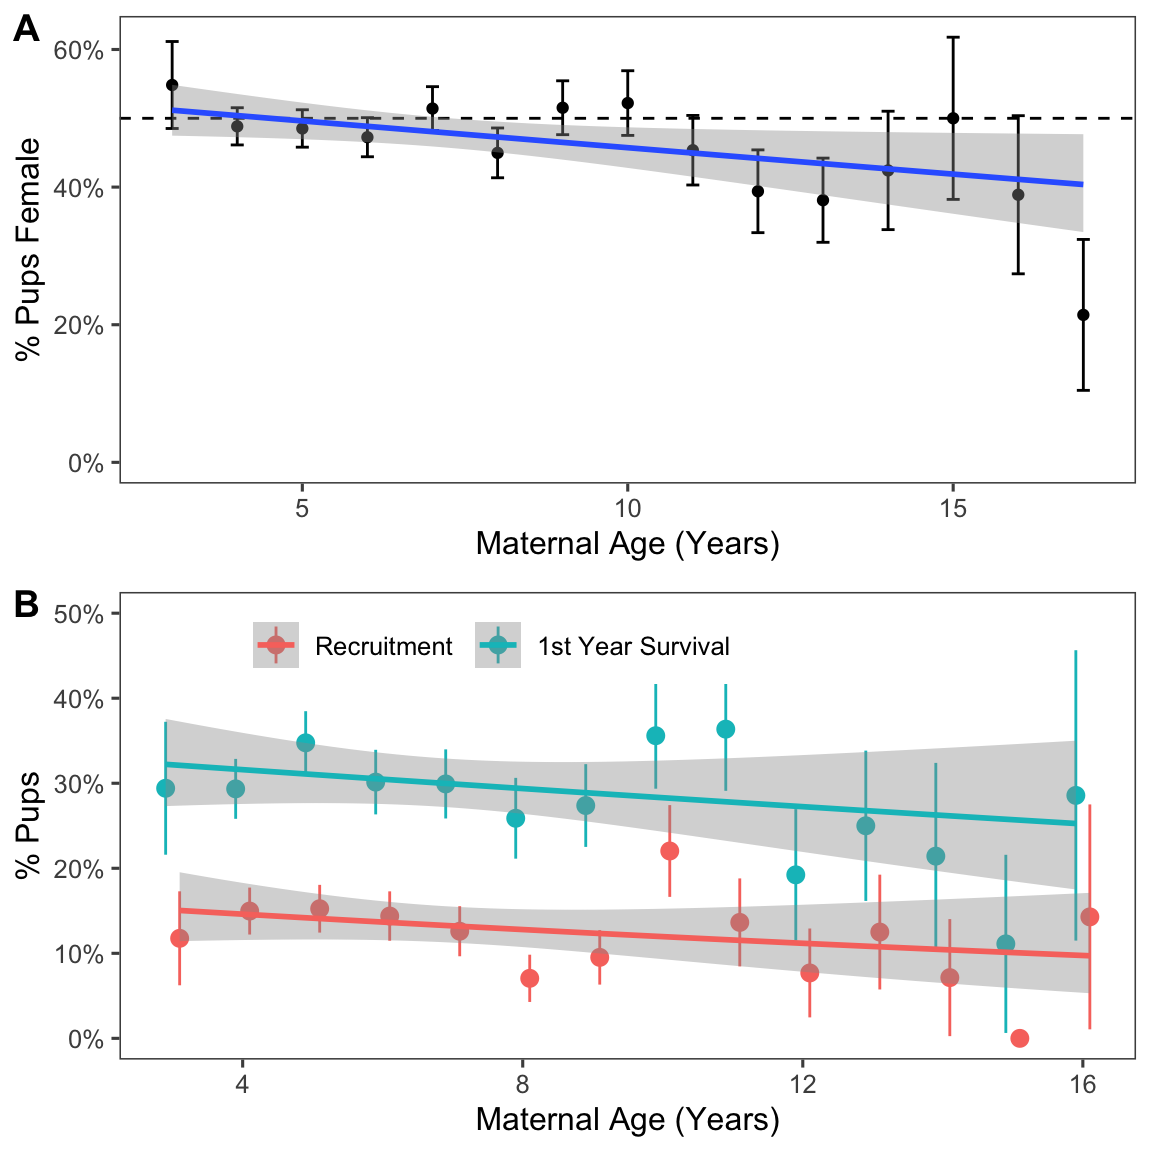 A
60%
40%
20%
0%
% Pups Female
5 10 15
Maternal Age (Years)
B
50%
40%
30%
20%
10%
0%
% Pups
Recruitment 1st Year Survival
4 8 12 16
Maternal Age (Years)